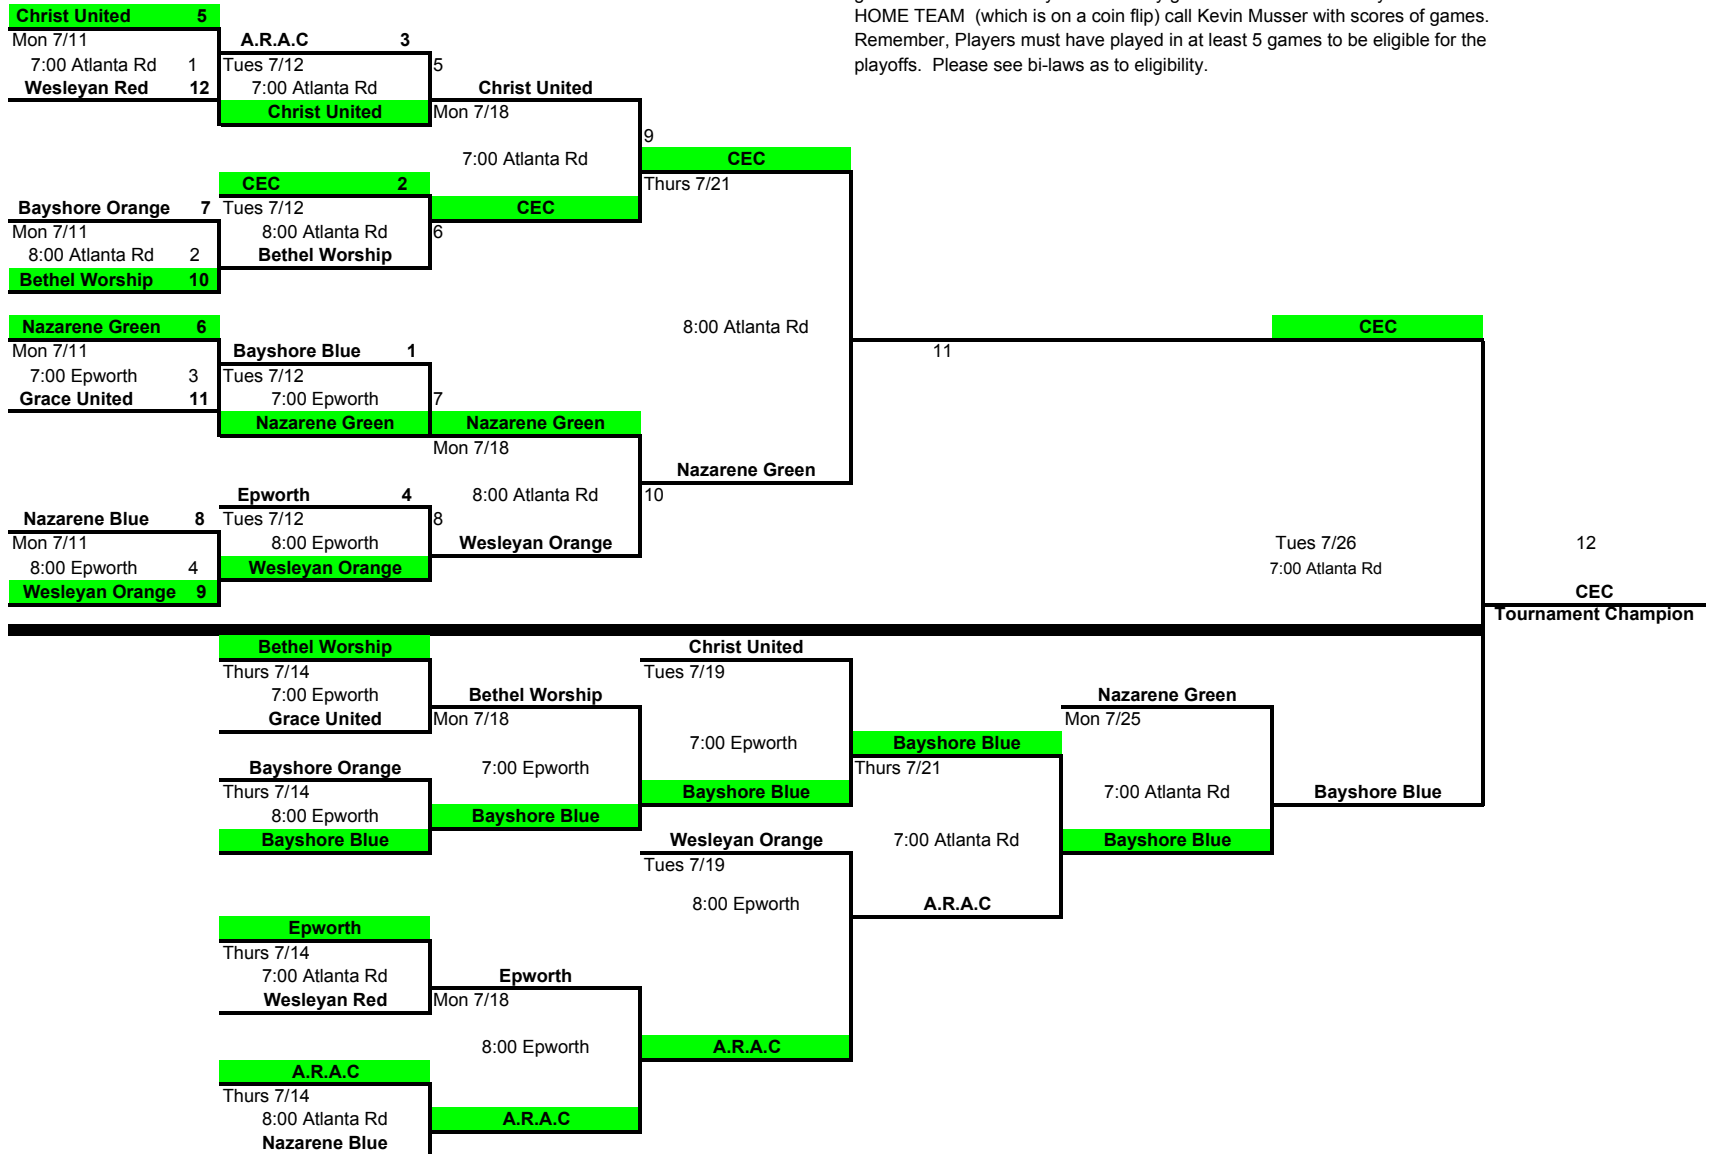 HOME TEAM (which is on a coin flip) call Kevin Musser with scores of games.
Remember, Players must have played in at least 5 games to be eligible for the
playoffs. Please see bi-laws as to eligibility.
Christ United 5
Mon 7/11
7:00 Atlanta Rd 1
Wesleyan Red 12
A.R.A.C 3
Tues 7/12
7:00 Atlanta Rd
Christ United
5
Christ United
Mon 7/18
7:00 Atlanta Rd
CEC
6
9
CEC
Thurs 7/21
CEC 2
Tues 7/12
8:00 Atlanta Rd
Bethel Worship
Bayshore Orange 7
Mon 7/11
8:00 Atlanta Rd 2
Bethel Worship 10
Nazarene Green 6
Mon 7/11
7:00 Epworth 3
Grace United 11
Bayshore Blue 1
Tues 7/12
7:00 Epworth
Nazarene Green
7
Nazarene Green
Mon 7/18
8:00 Atlanta Rd
8
Wesleyan Orange
8:00 Atlanta Rd
Nazarene Green
10
Epworth 4
Tues 7/12
8:00 Epworth
Wesleyan Orange
Nazarene Blue 8
Mon 7/11
8:00 Epworth 4
Wesleyan Orange 9
11
CEC
Tues 7/26
7:00 Atlanta Rd
12
CEC
Tournament Champion
Bethel Worship
Thurs 7/14
7:00 Epworth
Grace United
Bethel Worship
Mon 7/18
7:00 Epworth
Bayshore Blue
Bayshore Orange
Thurs 7/14
8:00 Epworth
Bayshore Blue
Christ United
Tues 7/19
7:00 Epworth
Bayshore Blue
Bayshore Blue
Thurs 7/21
7:00 Atlanta Rd
A.R.A.C
Nazarene Green
Mon 7/25
7:00 Atlanta Rd
Bayshore Blue
Bayshore Blue
Wesleyan Orange
Tues 7/19
8:00 Epworth
A.R.A.C
Epworth
Thurs 7/14
7:00 Atlanta Rd
Wesleyan Red
Epworth
Mon 7/18
8:00 Epworth
A.R.A.C
A.R.A.C
Thurs 7/14
8:00 Atlanta Rd
Nazarene Blue